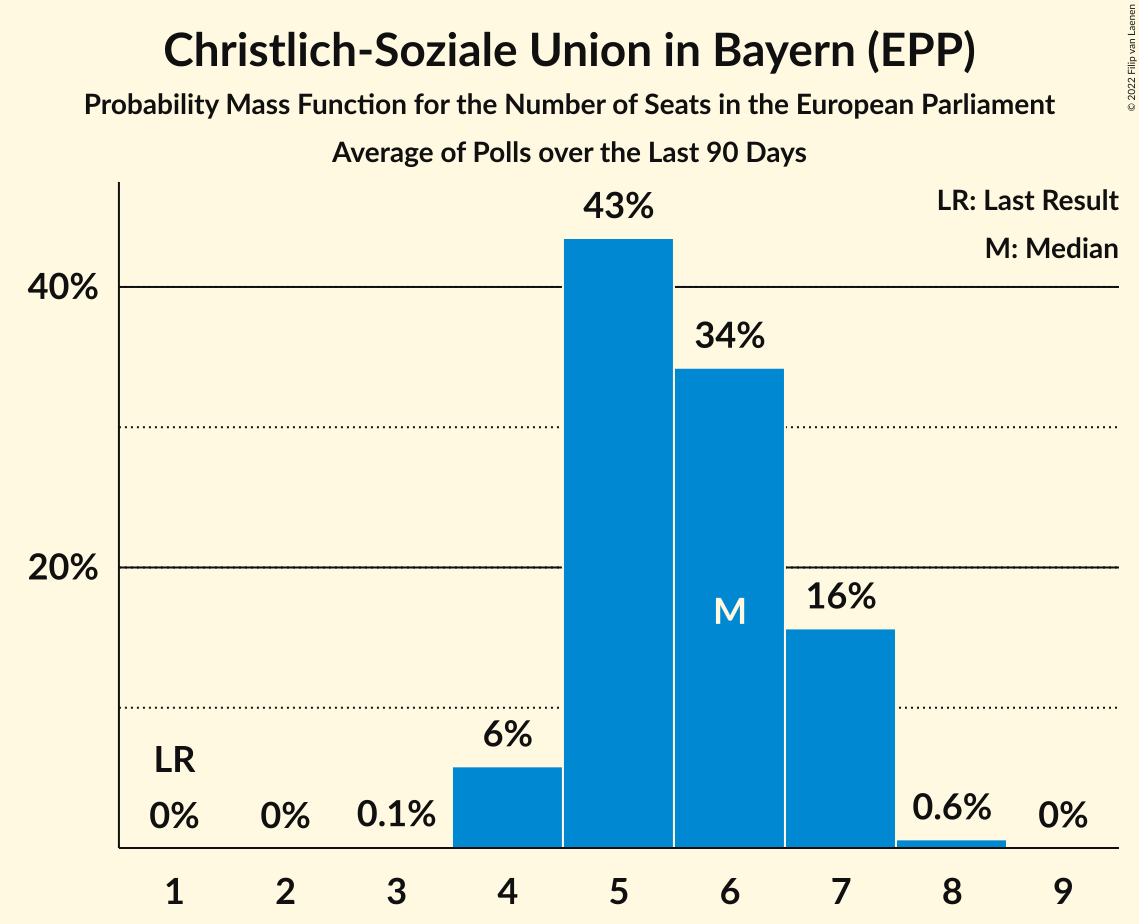 Christlich-Soziale Union in Bayern (EPP)
Probability Mass Function for the Number of Seats in the European Parliament
Average of Polls over the Last 90 Days
© 2022 Filip van Laenen
LR: Last Result
M: Median
43%
40%
34%
20%
16%
M
6%
LR
0%
0%
0.1%
0.6%
0%
1 2 3 4 5 6 7 8 9